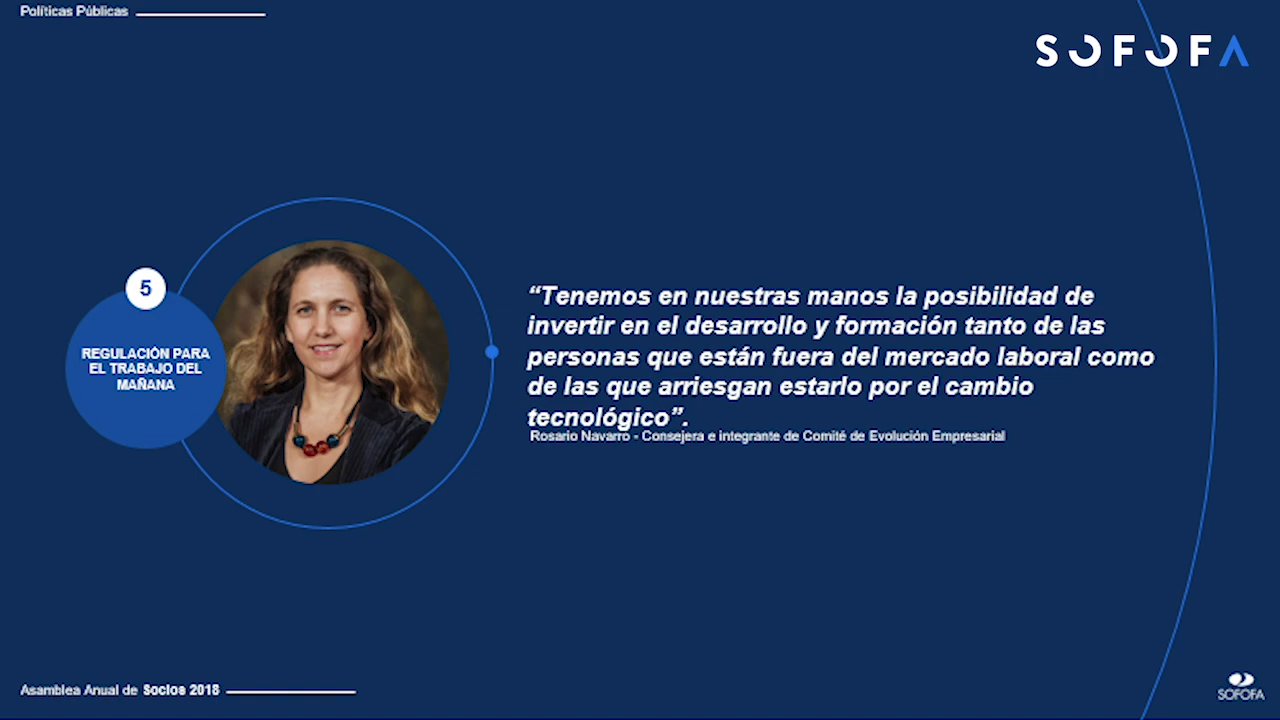 Políticas Públicas
SOFOFA
5
REGULACIÓN PARA
EL TRABAJO DEL
MAÑANA
“Tenemos en nuestras manos la posibilidad de
invertir en el desarrollo y formación tanto de las
personas que están fuera del mercado laboral como
de las que arriesgan estarlo por el cambio
tecnológico”.
Rosario Navarro - Consejera e integrante de Comité de Evolución Empresarial
Asamblea Anual de Socios 2018
SOFOFA